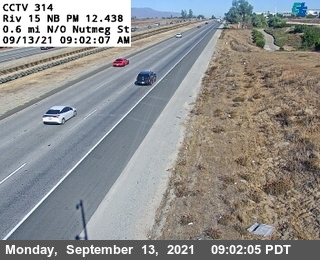 CCTV 314
Riv 15 NB PM 12.438
0.6 mi N/O Nutmeg St
09/13/21 09:02:07 AM
Monday, September 13, 2021 09:02:05 PDT